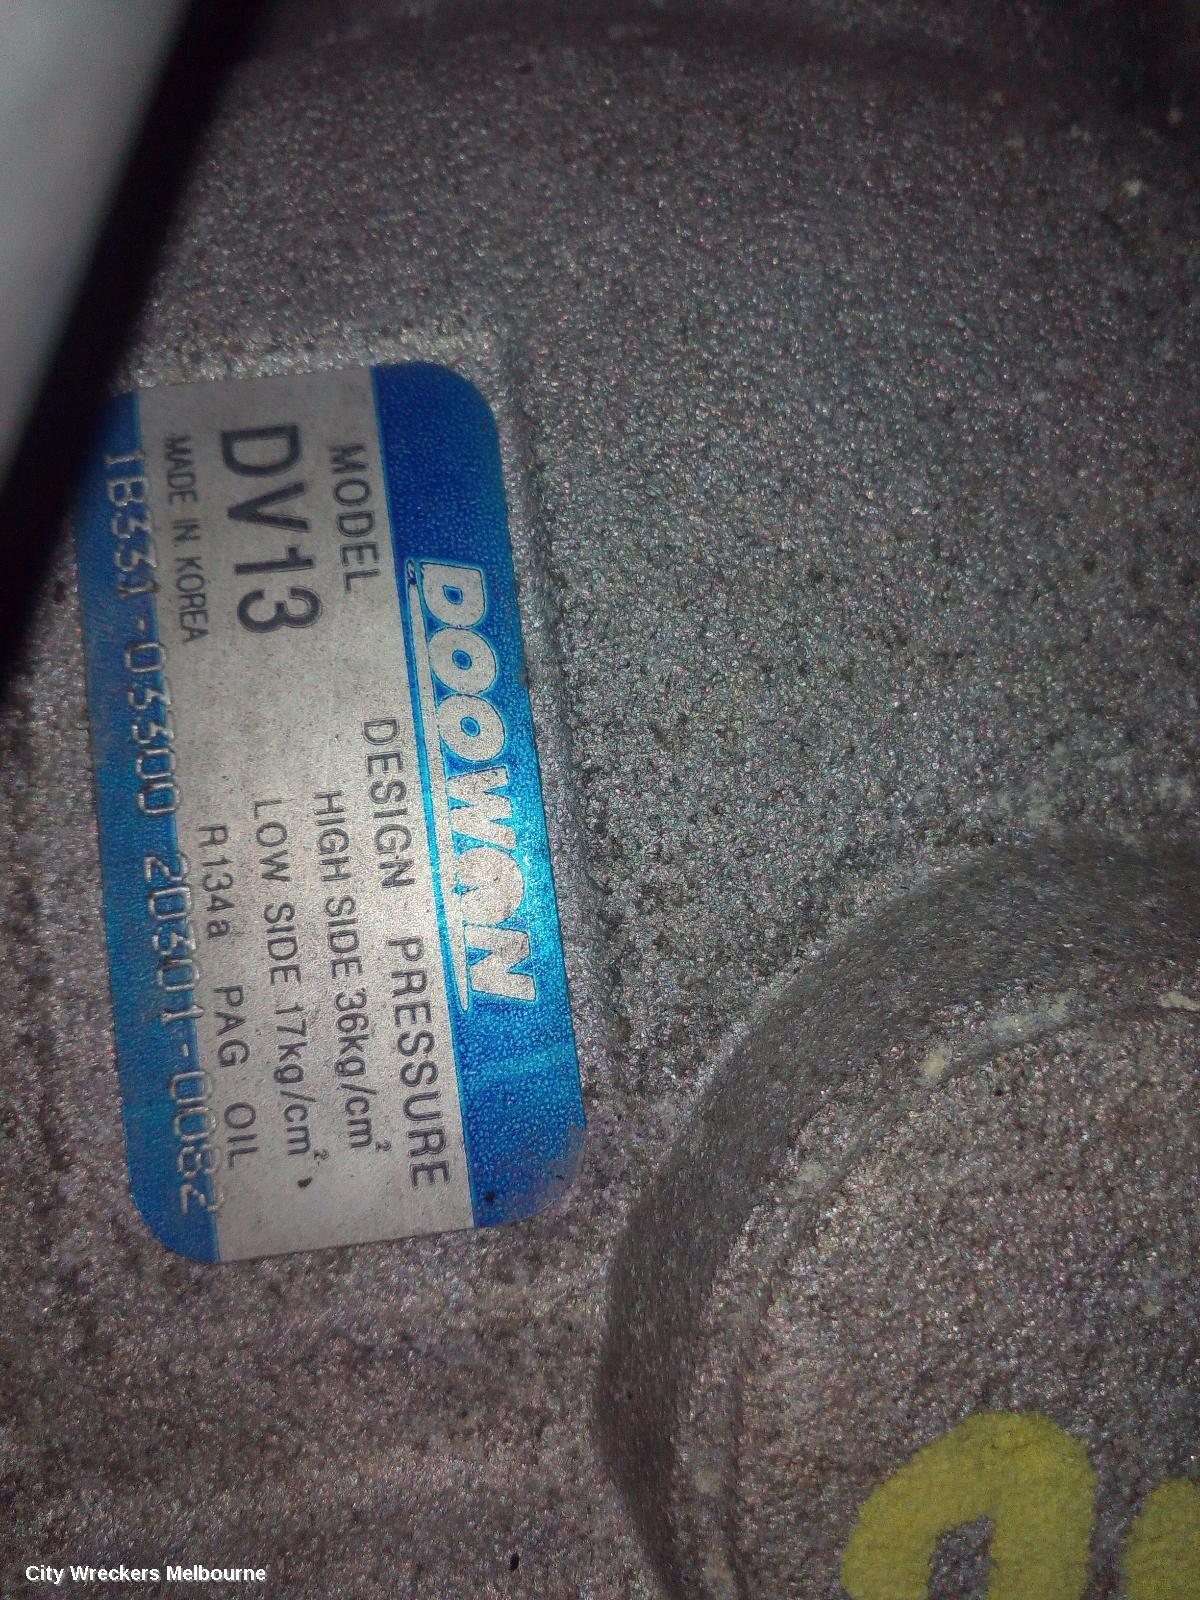 DOOWON
MODEL
DV13
MADE IN KOREA
DESIGN PRESSURE
HIGH SIDE 36kg/cm²
LOW SIDE 17kg/cm²
R134a PAG OIL
City Wreckers Melbourne